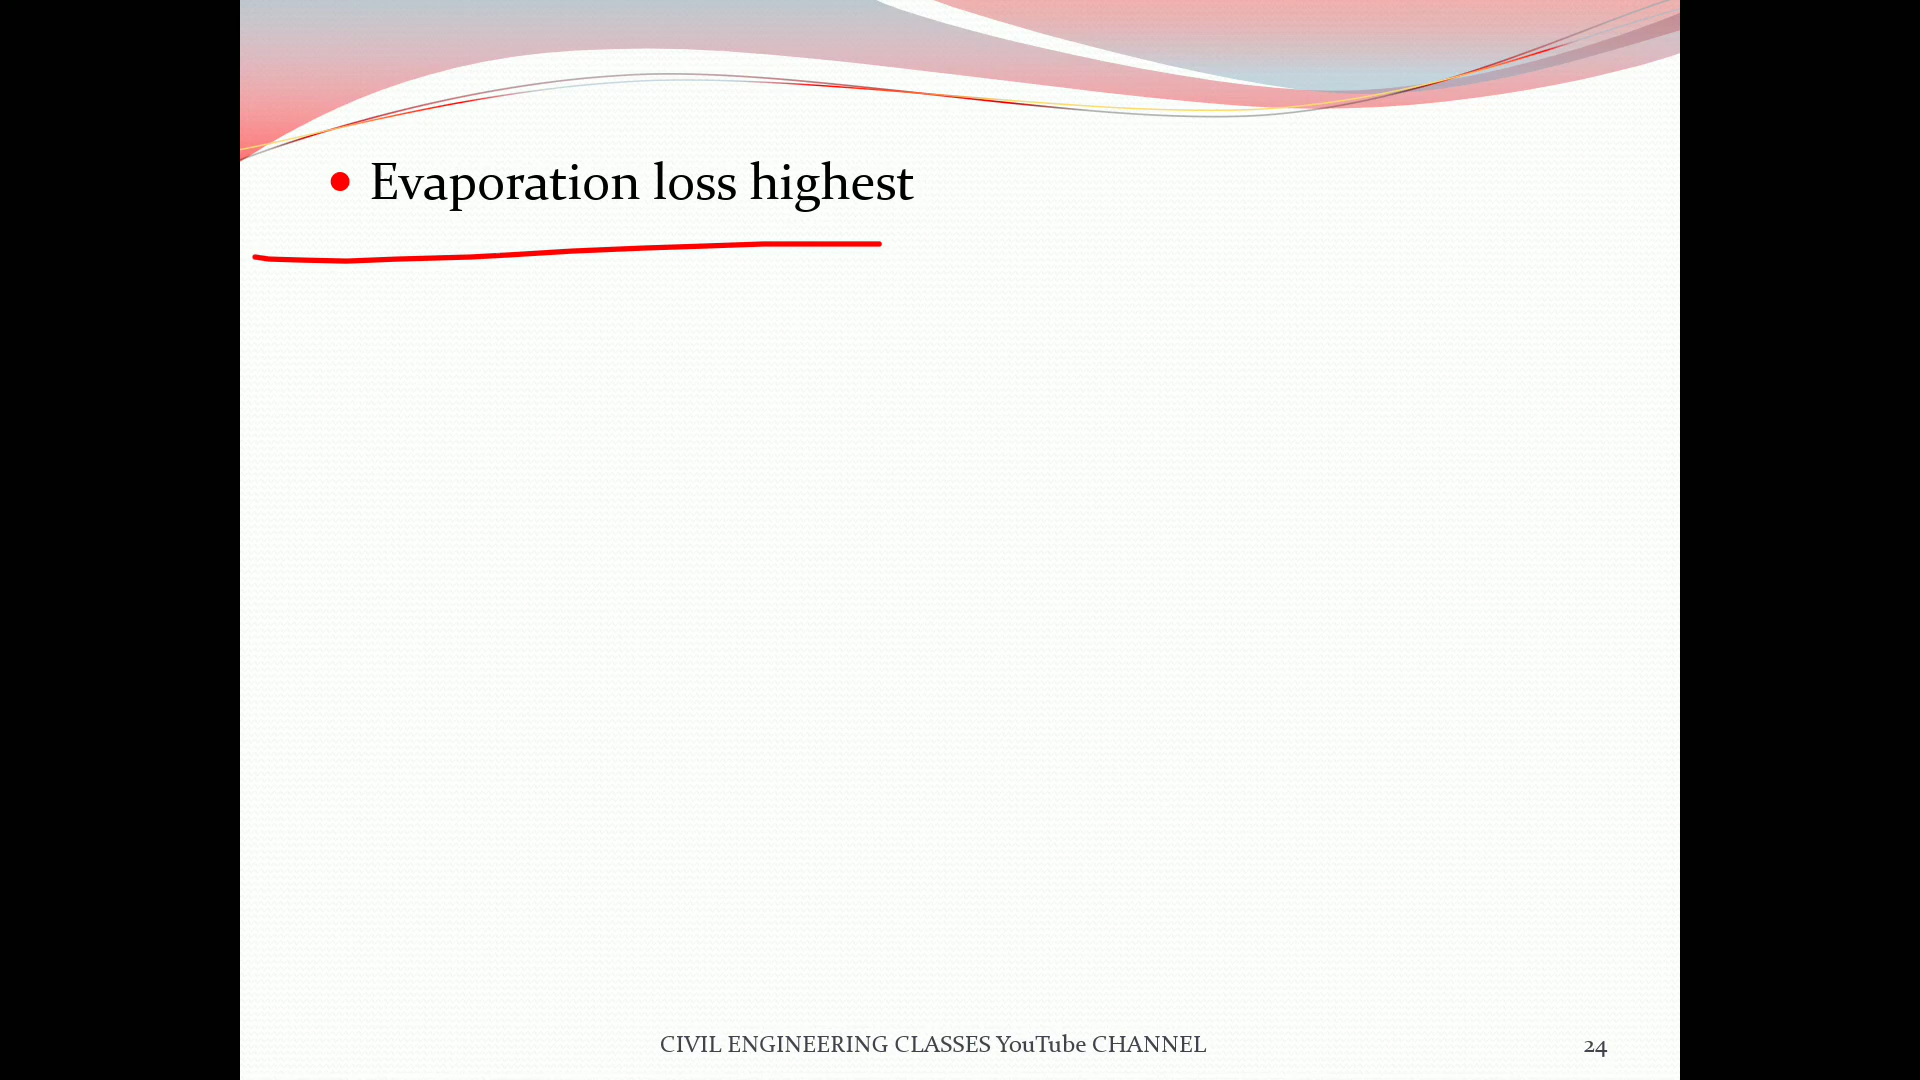 Evaporation loss highest
CIVIL ENGINEERING CLASSES YouTube CHANNEL
24